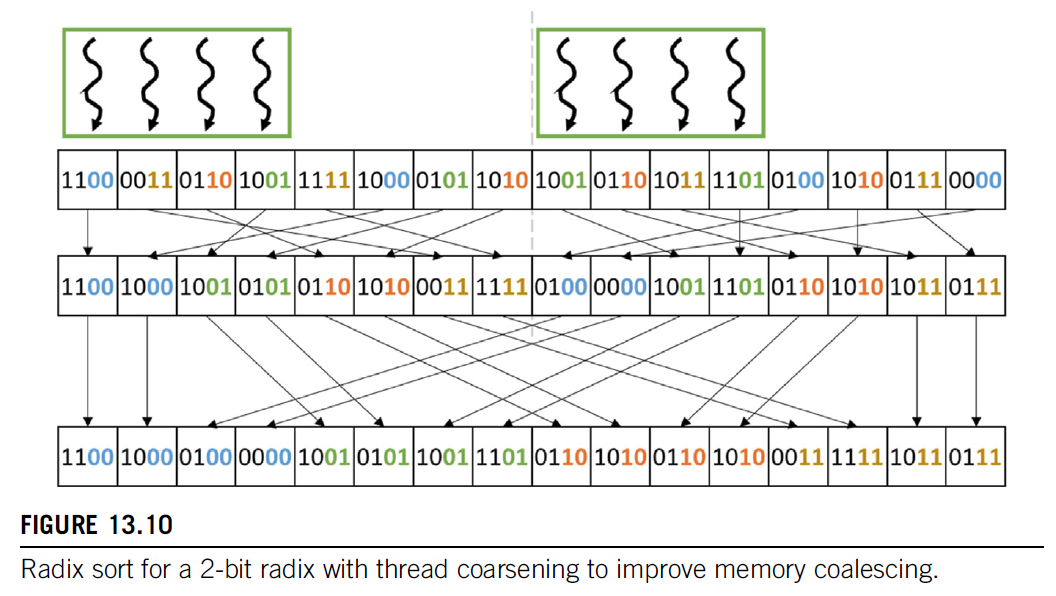 1100 0011 0110 1001 1111 1000 0101 1010 1001 0110 1011 1101 0100 1010 0111 0000
1100 1000 1001 0101 0110 1010 0011 1111 0100 0000 1001 1101 0110 1010 1011 0111
1100 1000 0100 0000 1001 0101 1001 1101 0110 1010 0110 1010 0011 1111 1011 0111
FIGURE 13.10
Radix sort for a 2-bit radix with thread coarsening to improve memory coalescing.